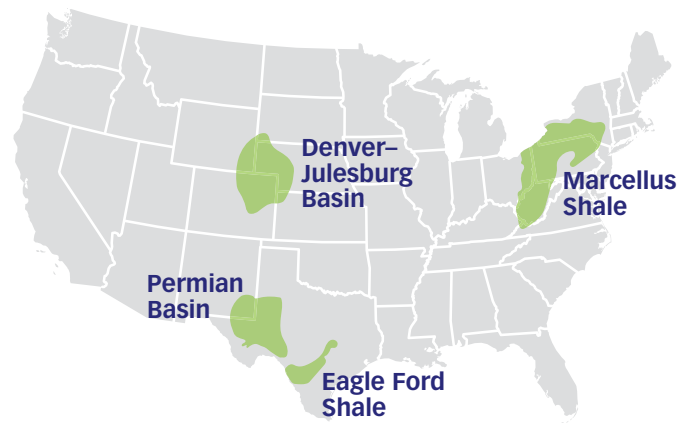 Denver–
Julesburg
Basin
Marcellus
Shale
Permian
Basin
Eagle Ford
Shale